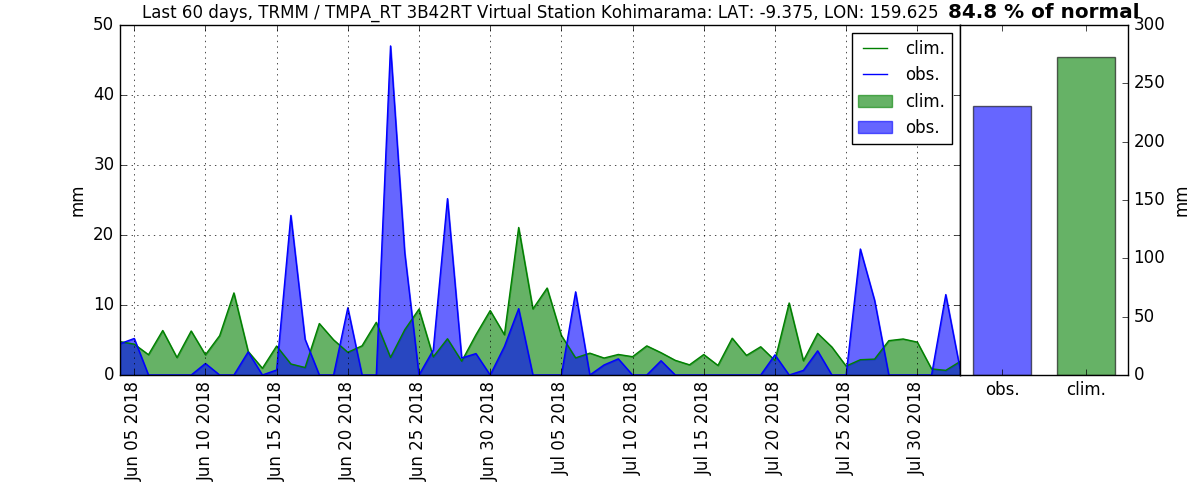 Last 60 days, TRMM / TMPA_RT 3B42RT Virtual Station Kohimarama: LAT: -9.375, LON: 159.625 84.8 % of normal
50
40
30
20
10
0
mm
clim.
obs.
clim.
obs.
300
250
200
150
100
50
0
mm
Jun 05 2018
Jun 10 2018
Jun 15 2018
Jun 20 2018
Jun 25 2018
Jun 30 2018
Jul 05 2018
Jul 10 2018
Jul 15 2018
Jul 20 2018
Jul 25 2018
Jul 30 2018
obs.
clim.